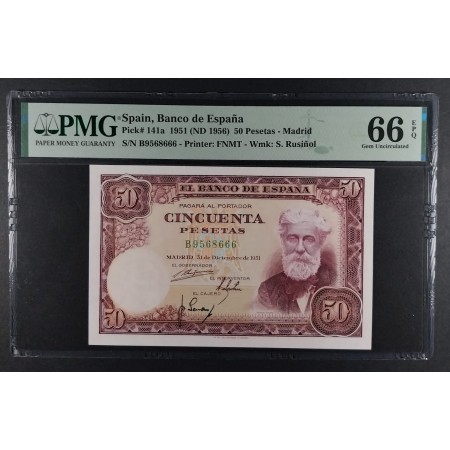 PMG
PAPER MONEY GUARANTY
Spain, Banco de España
Pick# 141a 1951 (ND 1956) 50 Pesetas - Madrid
S/N B9568666 - Printer: FNMT - Wmk: S. Rusiñol
66 EPQ
Gem Uncirculated
50
50
EL BANCO DE ESPAÑA
PAGARÁ AL PORTADOR
CINCUENTA
PESETAS
B9568666
MADRID 31 de Diciembre de 1951
EL GOBERNADOR
EL INTERVENTOR
EL CAJERO
50
50